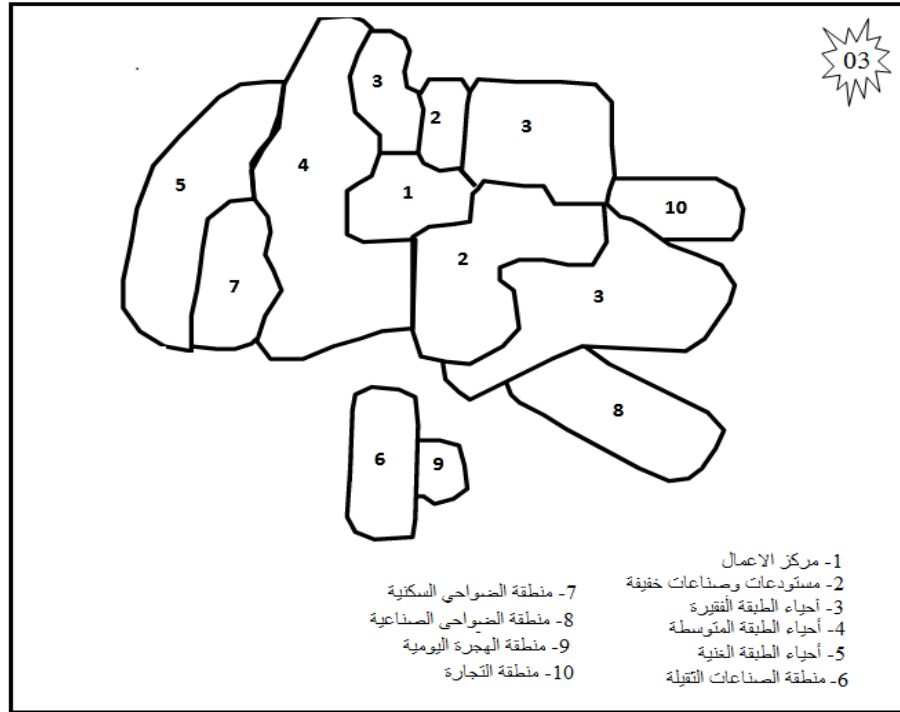 03
3
2
3
4
5
1
10
2
7
3
8
6
9
1- مركز الاعمال
2- مستودعات وصناعات خفيفة
3- أحياء الطبقة الفقيرة
4- أحياء الطبقة المتوسطة
5- أحياء الطبقة الغنية
6- منطقة الصناعات الثقيلة
7- منطقة الضواحي السكنية
8- منطقة الضواحي الصناعية
9- منطقة الهجرة اليومية
10- منطقة التجارة